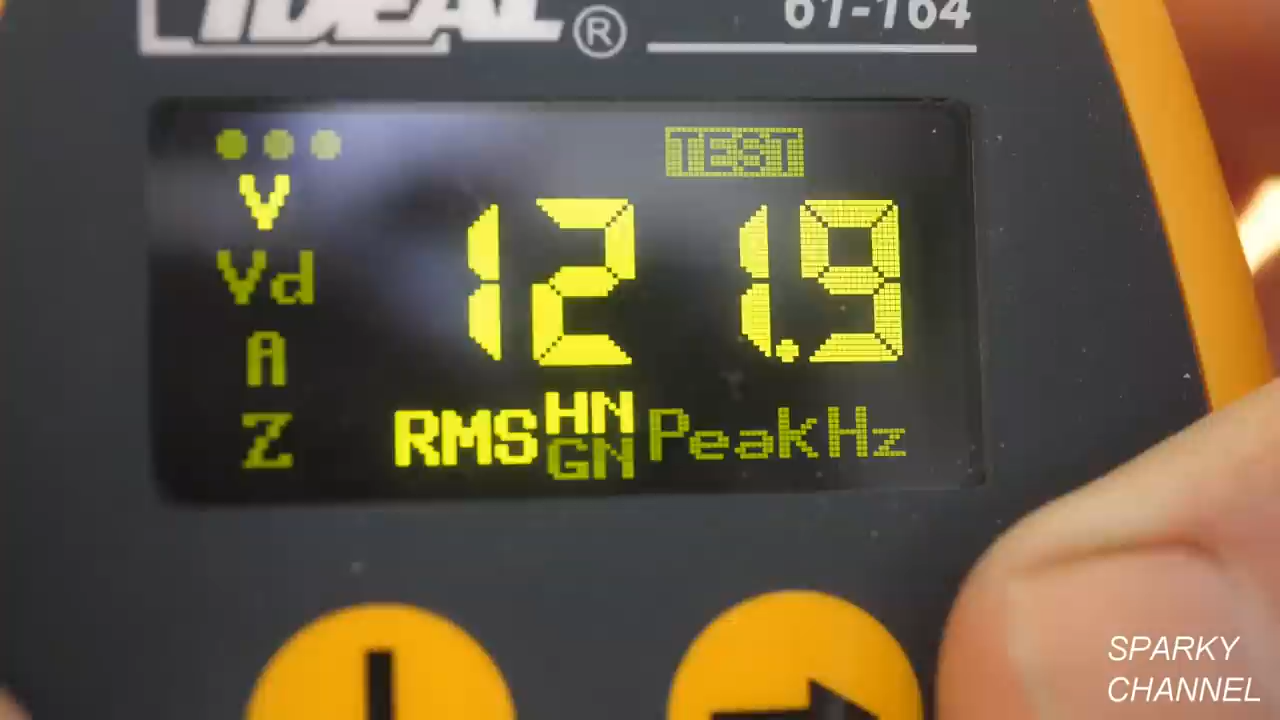 IDEAL®
61-164
TEST
V
121.9
Vd
A
Z
RMS HN GN Peak Hz
SPARKY
CHANNEL